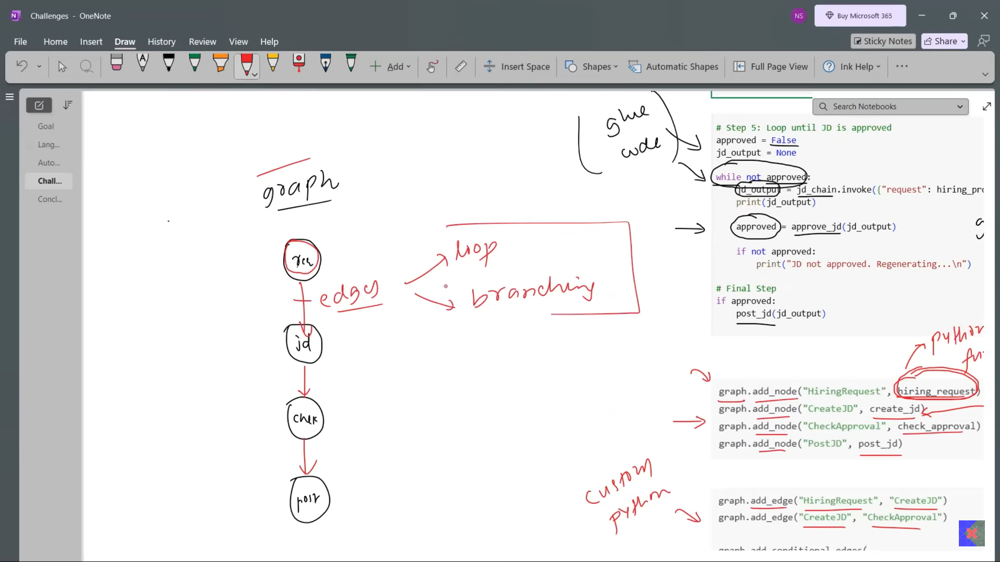 Challenges - OneNote
NS
Buy Microsoft 365
File
Home
Insert
Draw
History
Review
View
Help
Sticky Notes
Share
Add
Insert Space
Shapes
Automatic Shapes
Full Page View
Ink Help
Goal
Lang...
Auto...
Chall...
Concl...
Search Notebooks
glue
code
graph
req
edges
loop
branching
jd
chek
post
# Step 5: Loop until JD is approved
approved = False
jd_output = None
while not approved:
jd_output = jd_chain.invoke({"request": hiring_pro
print(jd_output)
approved = approve_jd(jd_output)
if not approved:
print("JD not approved. Regenerating...\n")
# Final Step
if approved:
post_jd(jd_output)
python
graph.add_node("HiringRequest", hiring_request)
graph.add_node("CreateJD", create_jd)
graph.add_node("CheckApproval", check_approval)
graph.add_node("PostJD", post_jd)
custom
python
graph.add_edge("HiringRequest", "CreateJD")
graph.add_edge("CreateJD", "CheckApproval")
graph.add_conditional_edges(